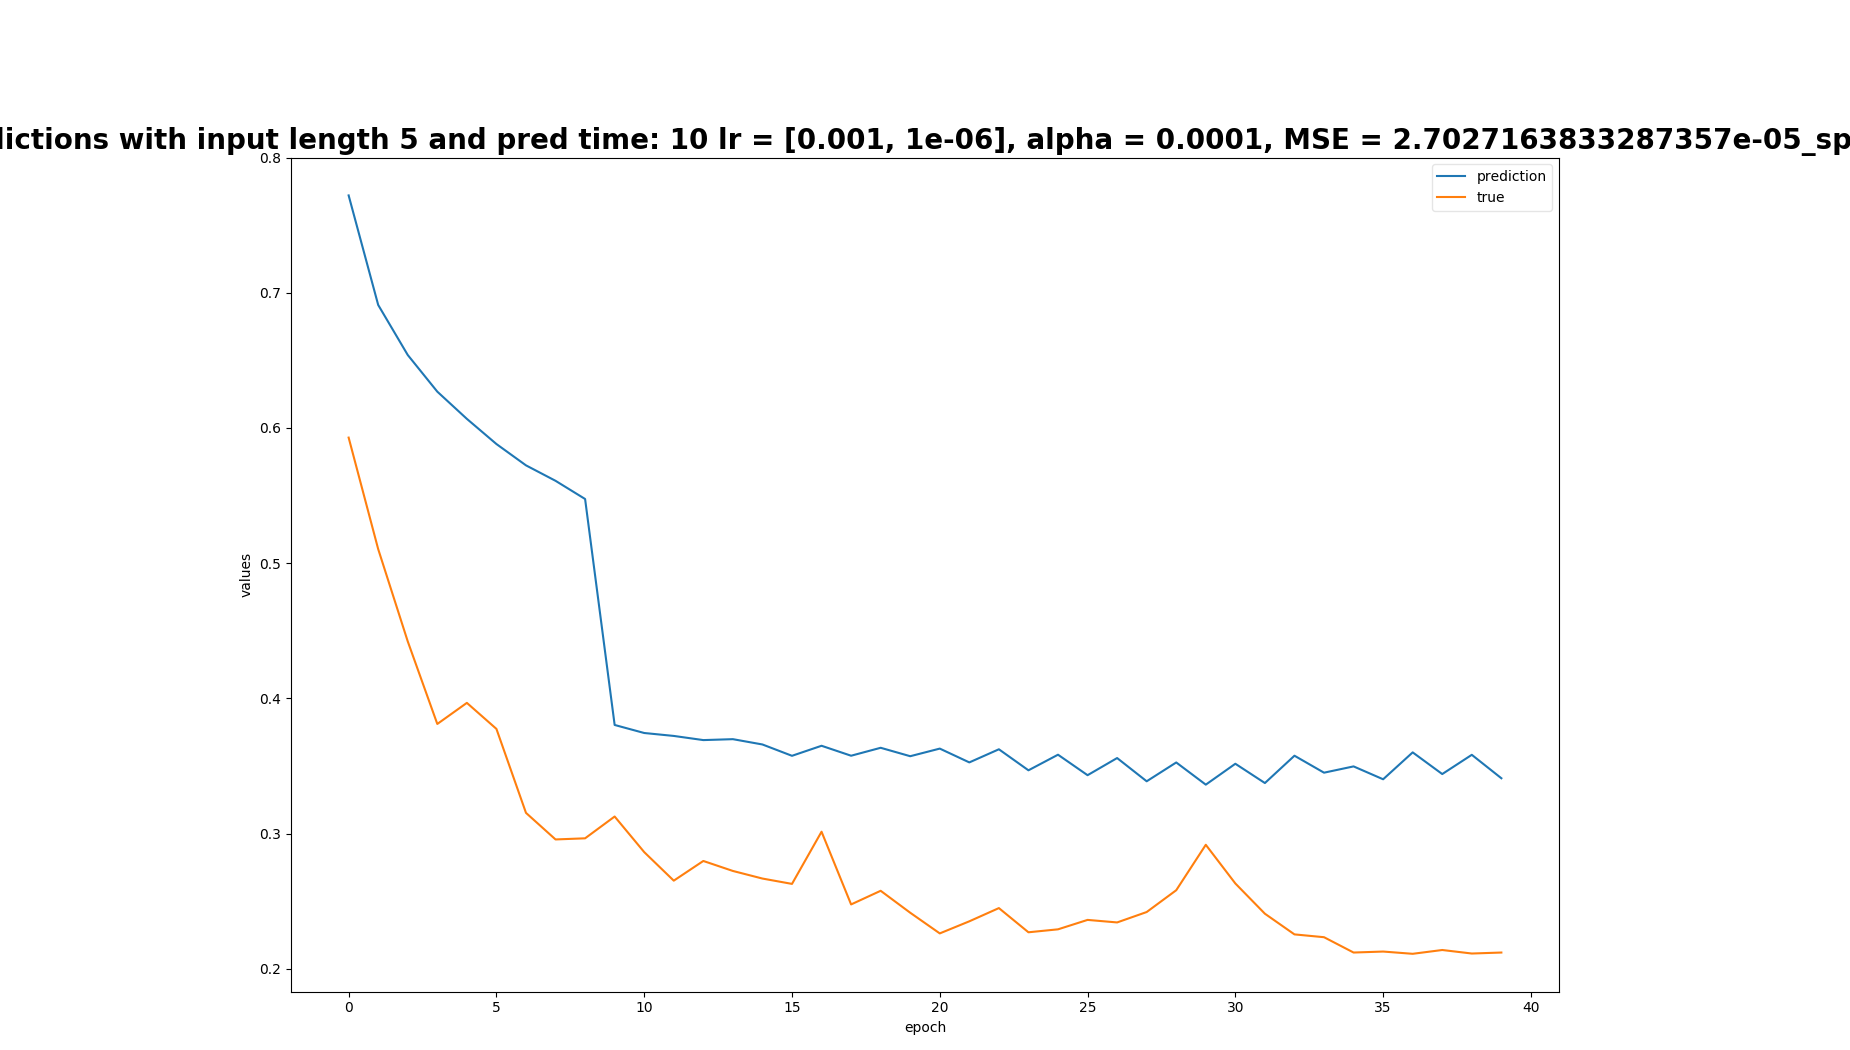 dictions with input length 5 and pred time: 10 lr = [0.001, 1e-06], alpha = 0.0001, MSE = 2.7027163833287357e-05_sp
prediction
true
0.8
0.7
0.6
0.5
0.4
0.3
0.2
values
0 5 10 15 20 25 30 35 40
epoch